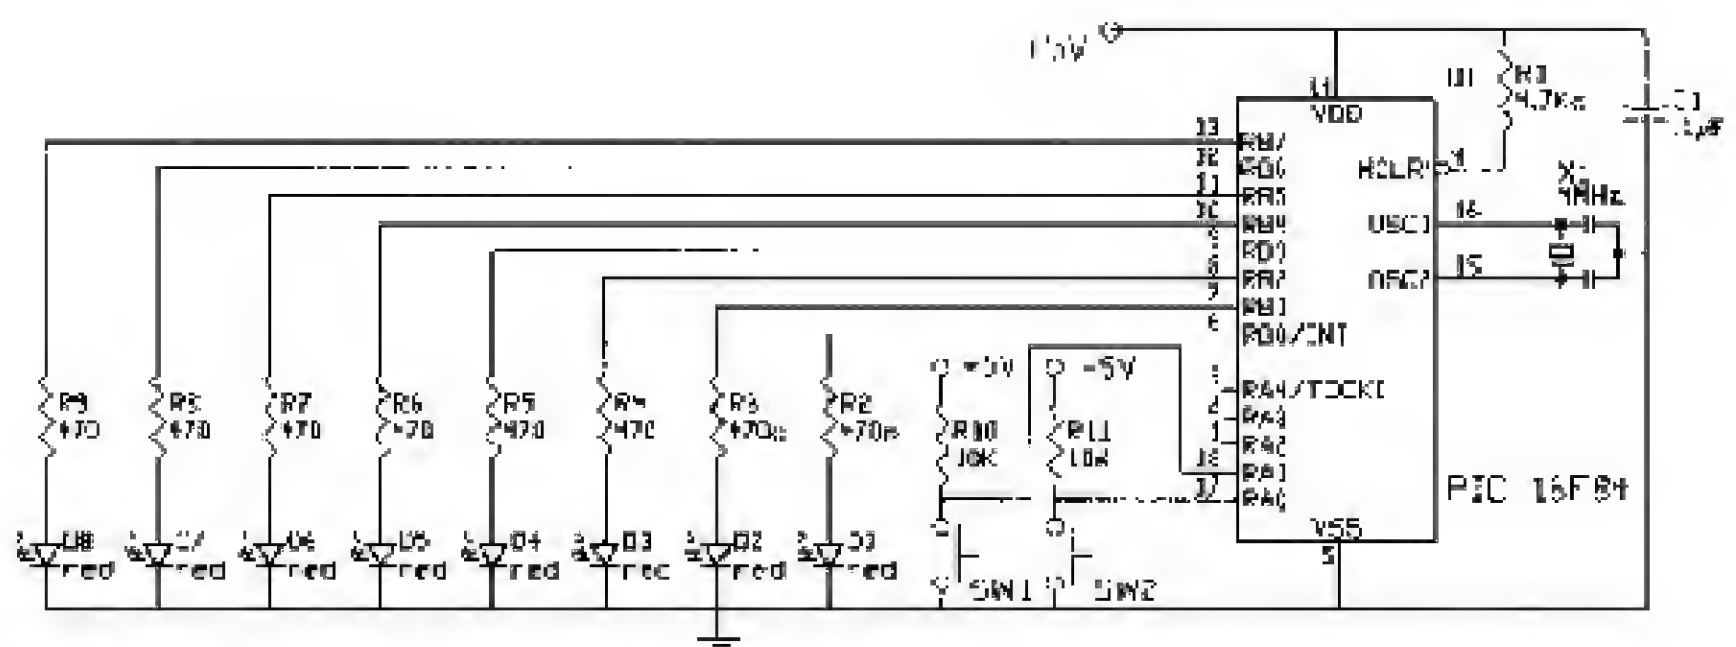 +5V
U1
R1
4.7K
C1
14
VDD
13
RB7
12
RB6
11
RB5
10
RB4
RB3
8
RB2
7
RB1
6
RB0/INT
3
RA4/TOCKI
2
RA3
1
RA2
18
RA1
17
RA0
VSS
5
MCLR
4
OSC1
16
OSC2
15
4MHz
PIC 16F84
R9
470
R8
470
R7
470
R6
470
R5
470
R4
470
R3
470
R2
470
+5V
+5V
R10
10K
R11
10K
D8
red
D7
red
D6
red
D5
red
D4
red
D3
red
D2
red
D1
red
SW1
SW2